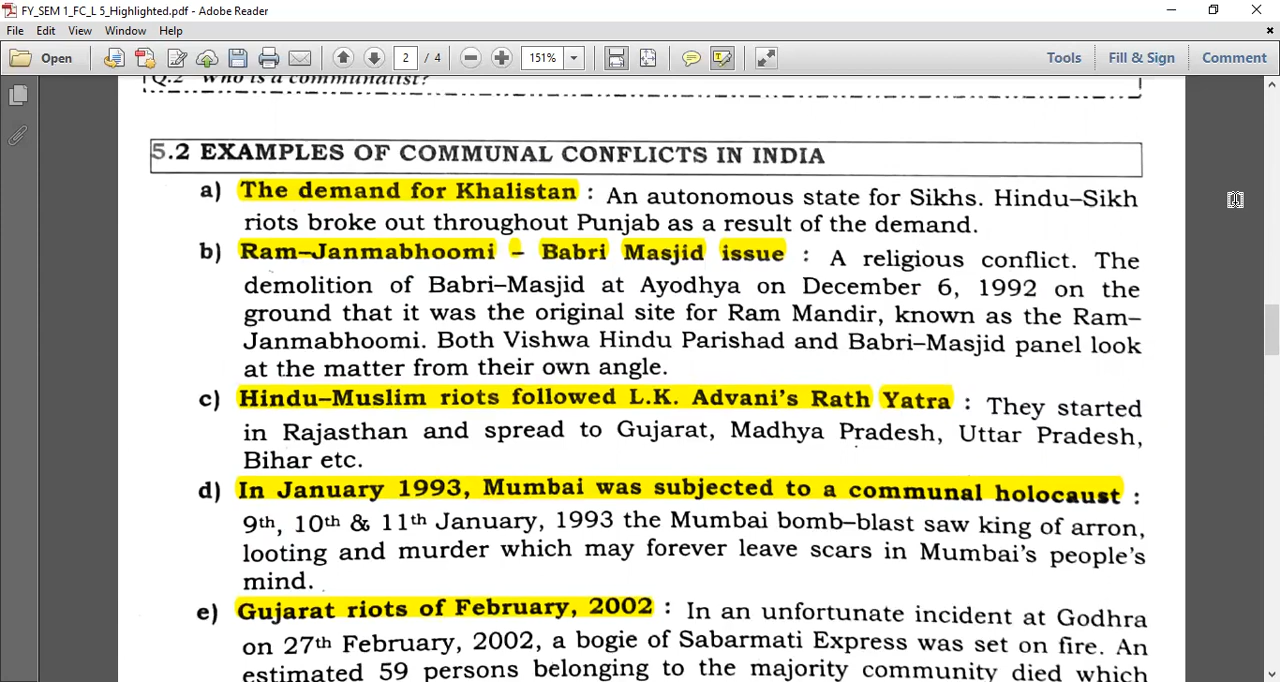 FY_SEM 1_FC_L 5_Highlighted.pdf - Adobe Reader
File Edit View Window Help
Open 2 / 4 151% Tools Fill & Sign Comment
Q.2 Who is a communalist?
5.2 EXAMPLES OF COMMUNAL CONFLICTS IN INDIA
a) The demand for Khalistan : An autonomous state for Sikhs. Hindu–Sikh
riots broke out throughout Punjab as a result of the demand.
b) Ram–Janmabhoomi – Babri Masjid issue : A religious conflict. The
demolition of Babri–Masjid at Ayodhya on December 6, 1992 on the
ground that it was the original site for Ram Mandir, known as the Ram–
Janmabhoomi. Both Vishwa Hindu Parishad and Babri–Masjid panel look
at the matter from their own angle.
c) Hindu–Muslim riots followed L.K. Advani's Rath Yatra : They started
in Rajasthan and spread to Gujarat, Madhya Pradesh, Uttar Pradesh,
Bihar etc.
d) In January 1993, Mumbai was subjected to a communal holocaust :
9th, 10th & 11th January, 1993 the Mumbai bomb–blast saw king of arron,
looting and murder which may forever leave scars in Mumbai's people's
mind.
e) Gujarat riots of February, 2002 : In an unfortunate incident at Godhra
on 27th February, 2002, a bogie of Sabarmati Express was set on fire. An
estimated 59 persons belonging to the majority community died which